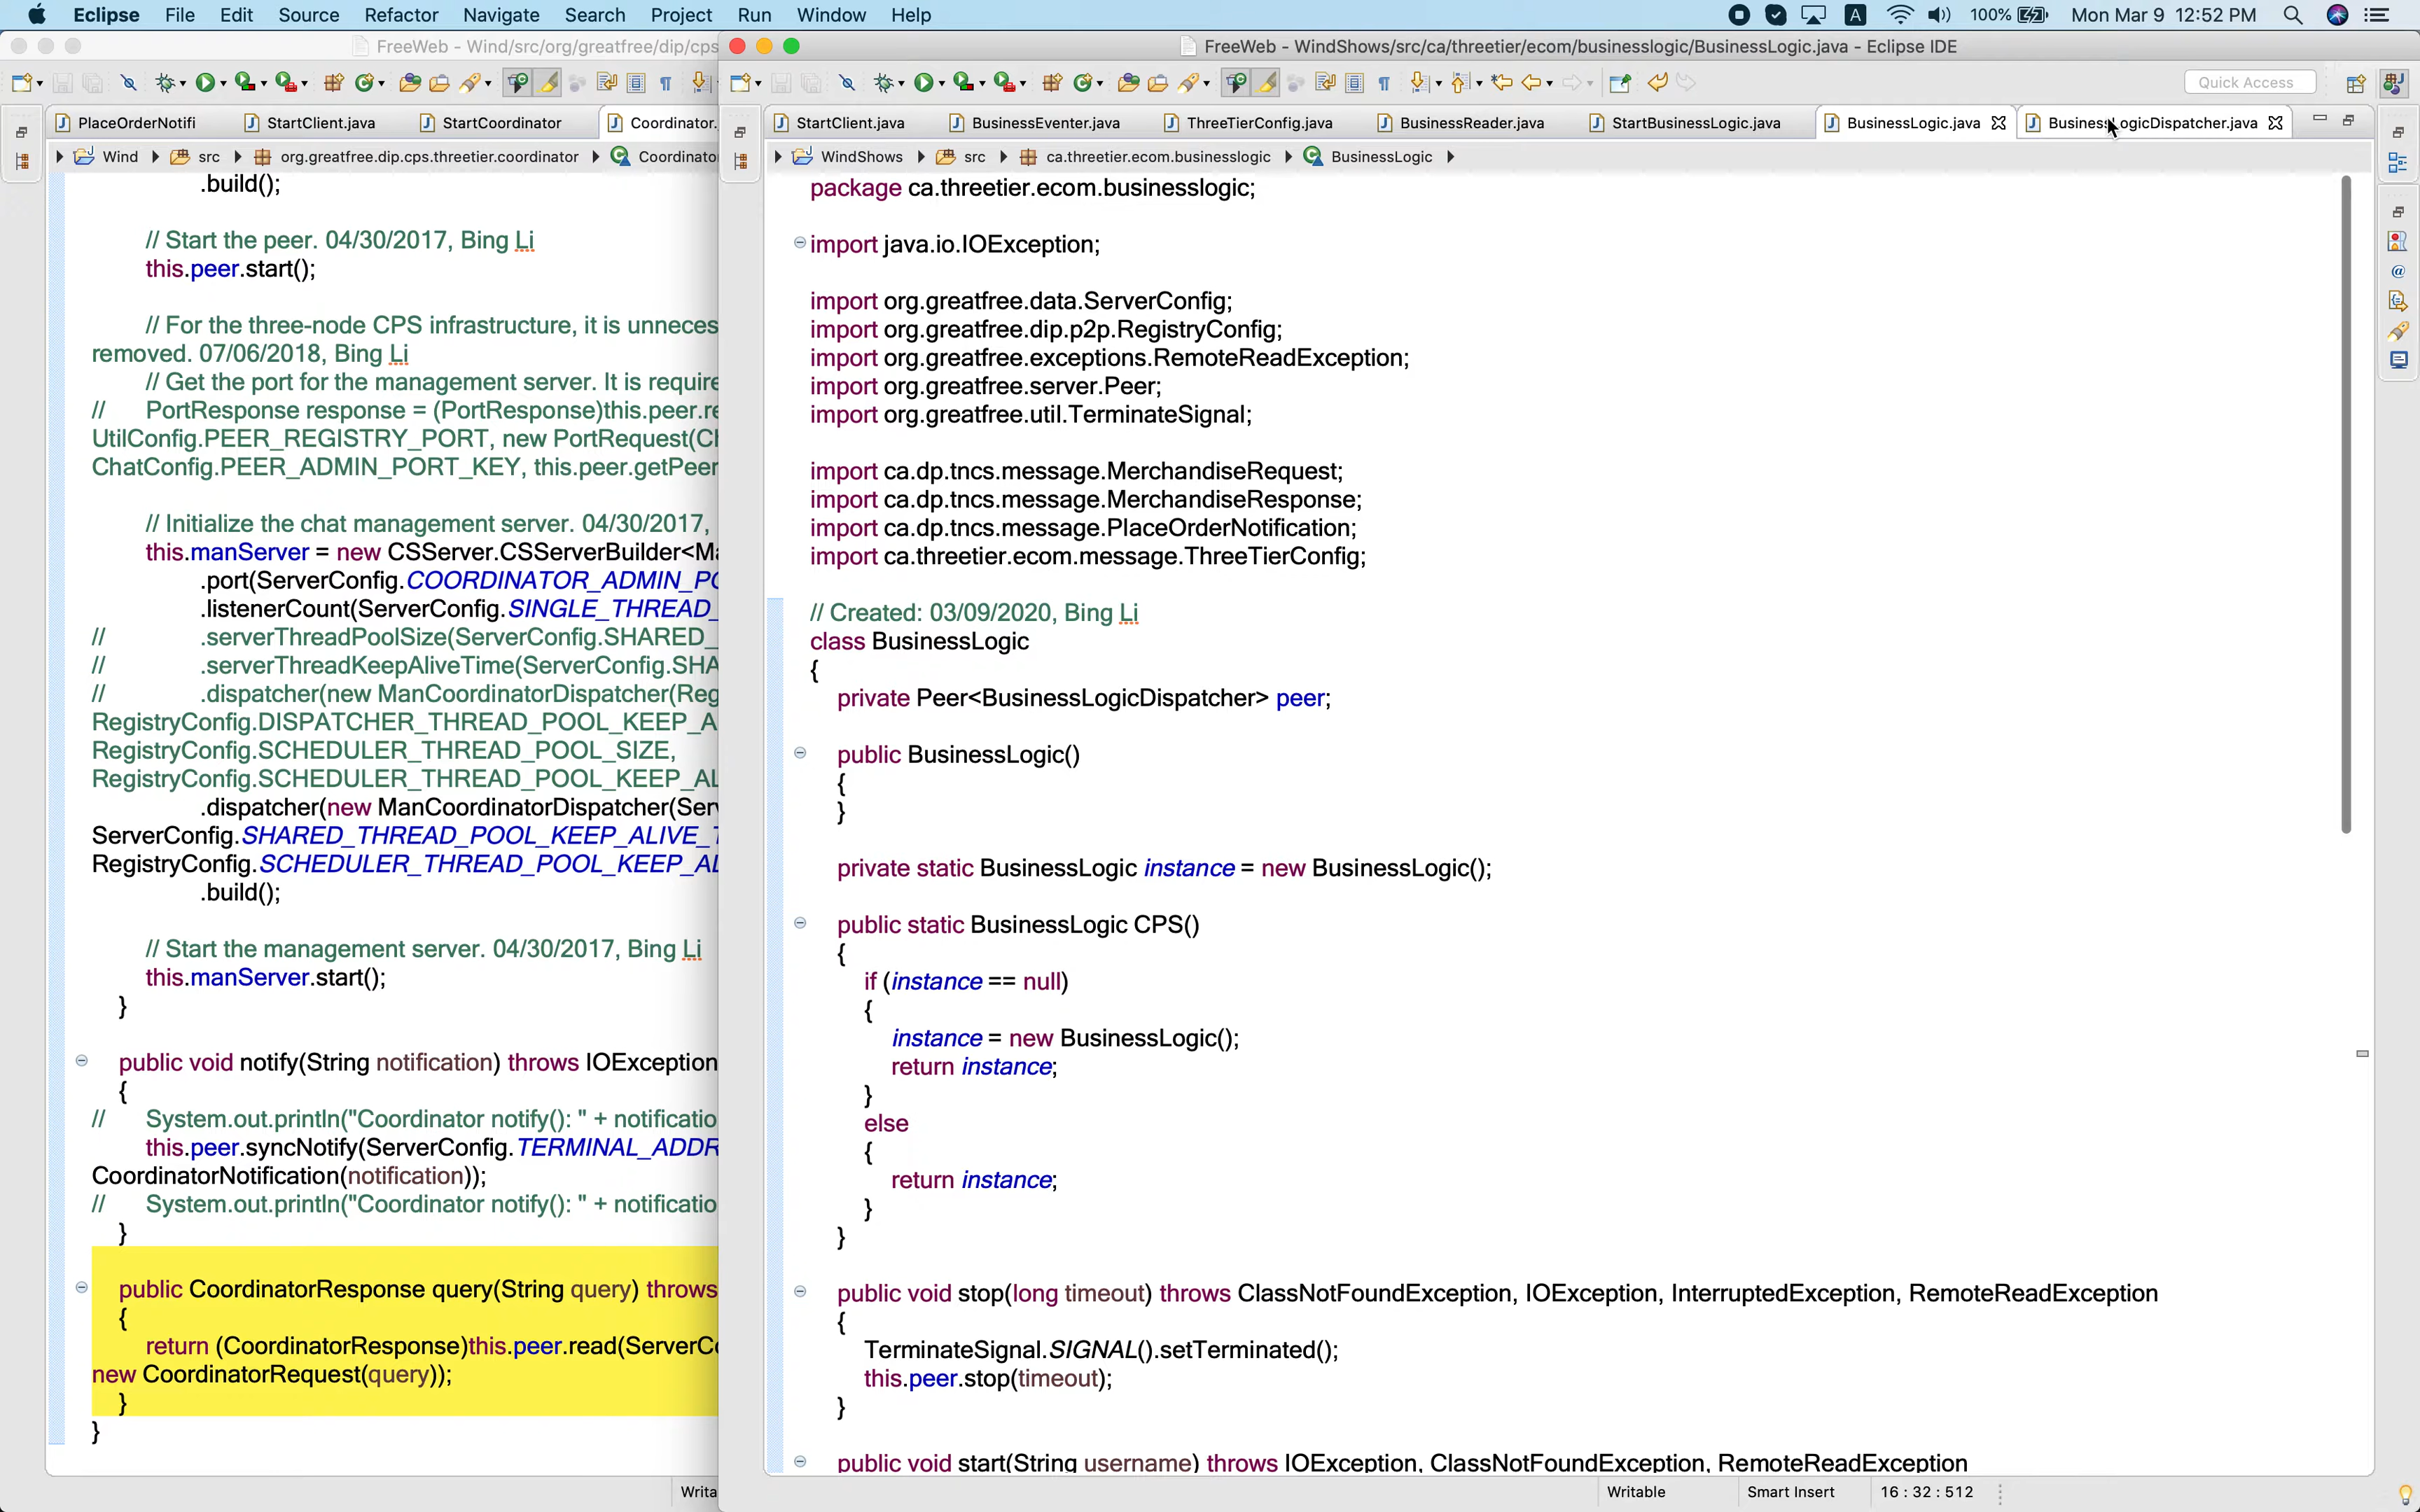 Eclipse File Edit Source Refactor Navigate Search Project Run Window Help
A 100% Mon Mar 9 12:52 PM
FreeWeb - Wind/src/org/greatfree/dip/cps
PlaceOrderNotifi StartClient.java StartCoordinator Coordinator.
Wind src org.greatfree.dip.cps.threetier.coordinator Coordinato
.build();
// Start the peer. 04/30/2017, Bing Li
this.peer.start();
// For the three-node CPS infrastructure, it is unneces
removed. 07/06/2018, Bing Li
// Get the port for the management server. It is require
// PortResponse response = (PortResponse)this.peer.re
UtilConfig.PEER_REGISTRY_PORT, new PortRequest(Cl
ChatConfig.PEER_ADMIN_PORT_KEY, this.peer.getPeer
// Initialize the chat management server. 04/30/2017,
this.manServer = new CSServer.CSServerBuilder<Ma
.port(ServerConfig.COORDINATOR_ADMIN_PO
.listenerCount(ServerConfig.SINGLE_THREAD_
// .serverThreadPoolSize(ServerConfig.SHARED_
// .serverThreadKeepAliveTime(ServerConfig.SHA
// .dispatcher(new ManCoordinatorDispatcher(Reg
RegistryConfig.DISPATCHER_THREAD_POOL_KEEP_A
RegistryConfig.SCHEDULER_THREAD_POOL_SIZE,
RegistryConfig.SCHEDULER_THREAD_POOL_KEEP_AL
.dispatcher(new ManCoordinatorDispatcher(Serv
ServerConfig.SHARED_THREAD_POOL_KEEP_ALIVE_T
RegistryConfig.SCHEDULER_THREAD_POOL_KEEP_AL
.build();
// Start the management server. 04/30/2017, Bing Li
this.manServer.start();
}
public void notify(String notification) throws IOException
{
// System.out.println("Coordinator notify(): " + notificatio
this.peer.syncNotify(ServerConfig.TERMINAL_ADDR
CoordinatorNotification(notification));
// System.out.println("Coordinator notify(): " + notificatio
}
public CoordinatorResponse query(String query) throws
{
return (CoordinatorResponse)this.peer.read(ServerCo
new CoordinatorRequest(query));
}
}
Writa
FreeWeb - WindShows/src/ca/threetier/ecom/businesslogic/BusinessLogic.java - Eclipse IDE
Quick Access
StartClient.java BusinessEventer.java ThreeTierConfig.java BusinessReader.java StartBusinessLogic.java BusinessLogic.java BusinessLogicDispatcher.java
WindShows src ca.threetier.ecom.businesslogic BusinessLogic
package ca.threetier.ecom.businesslogic;
import java.io.IOException;
import org.greatfree.data.ServerConfig;
import org.greatfree.dip.p2p.RegistryConfig;
import org.greatfree.exceptions.RemoteReadException;
import org.greatfree.server.Peer;
import org.greatfree.util.TerminateSignal;
import ca.dp.tncs.message.MerchandiseRequest;
import ca.dp.tncs.message.MerchandiseResponse;
import ca.dp.tncs.message.PlaceOrderNotification;
import ca.threetier.ecom.message.ThreeTierConfig;
// Created: 03/09/2020, Bing Li
class BusinessLogic
{
private Peer<BusinessLogicDispatcher> peer;
public BusinessLogic()
{
}
private static BusinessLogic instance = new BusinessLogic();
public static BusinessLogic CPS()
{
if (instance == null)
{
instance = new BusinessLogic();
return instance;
}
else
{
return instance;
}
}
public void stop(long timeout) throws ClassNotFoundException, IOException, InterruptedException, RemoteReadException
{
TerminateSignal.SIGNAL().setTerminated();
this.peer.stop(timeout);
}
public void start(String username) throws IOException, ClassNotFoundException, RemoteReadException
Writable Smart Insert 16 : 32 : 512